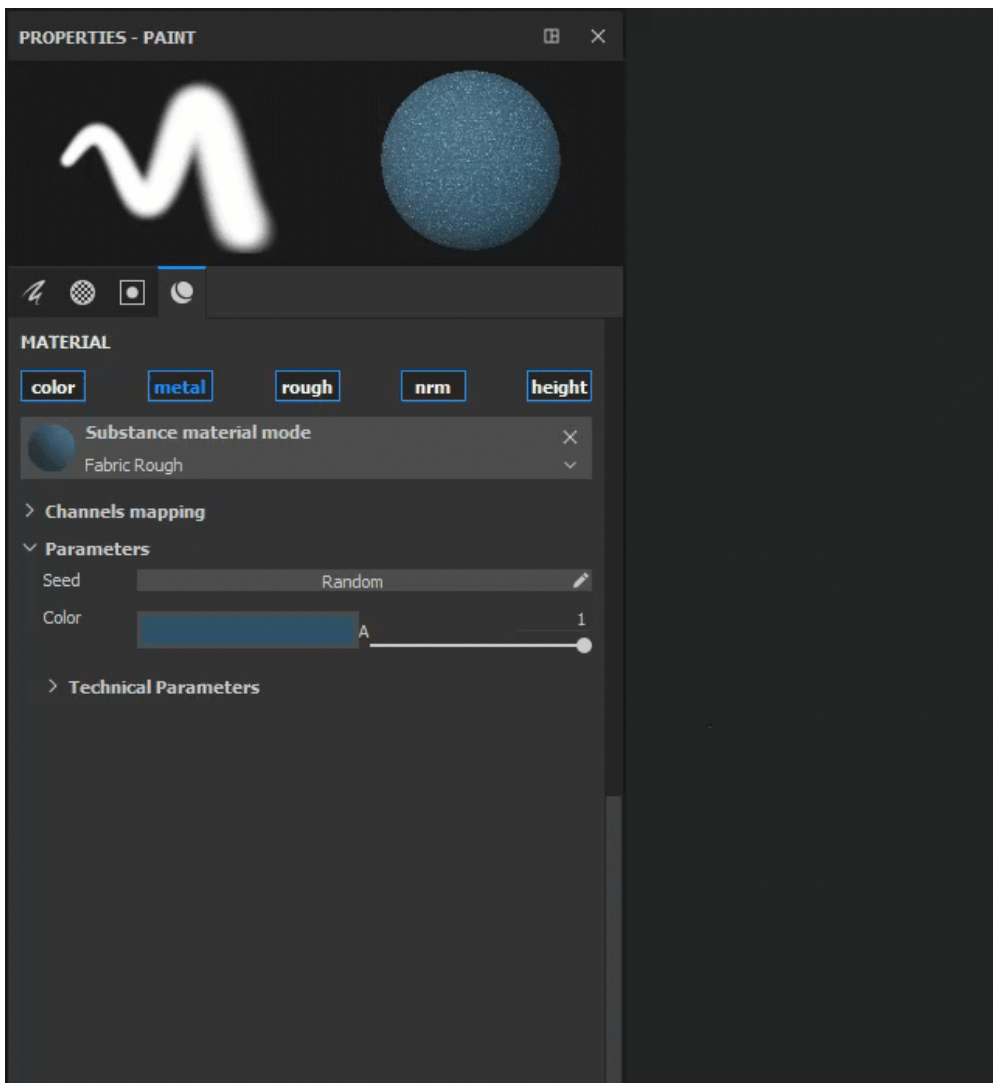 PROPERTIES - PAINT
MATERIAL
color metal rough nrm height
Substance material mode
Fabric Rough
Channels mapping
Parameters
Seed Random
Color A 1
Technical Parameters